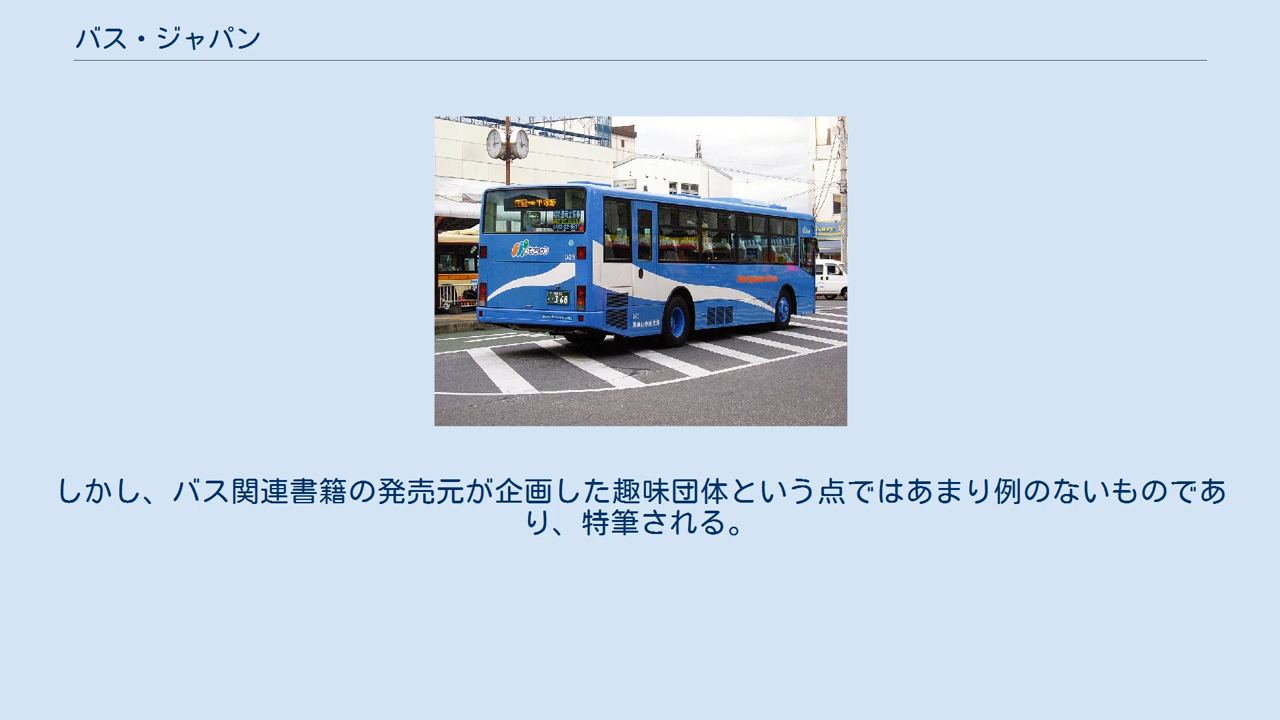 バス・ジャパン
368
しかし、バス関連書籍の発売元が企画した趣味団体という点ではあまり例のないものであ
り、特筆される。